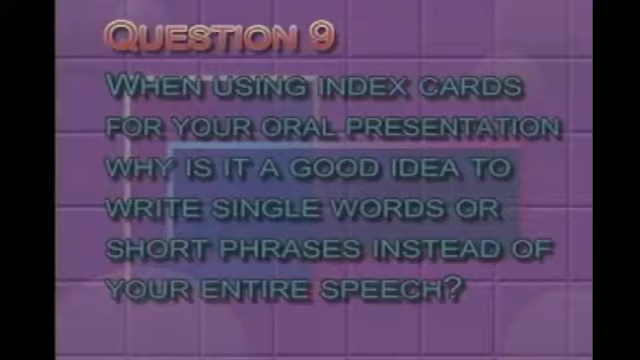 QUESTION 9
WHEN USING INDEX CARDS
FOR YOUR ORAL PRESENTATION
WHY IS IT A GOOD IDEA TO
WRITE SINGLE WORDS OR
SHORT PHRASES INSTEAD OF
YOUR ENTIRE SPEECH?